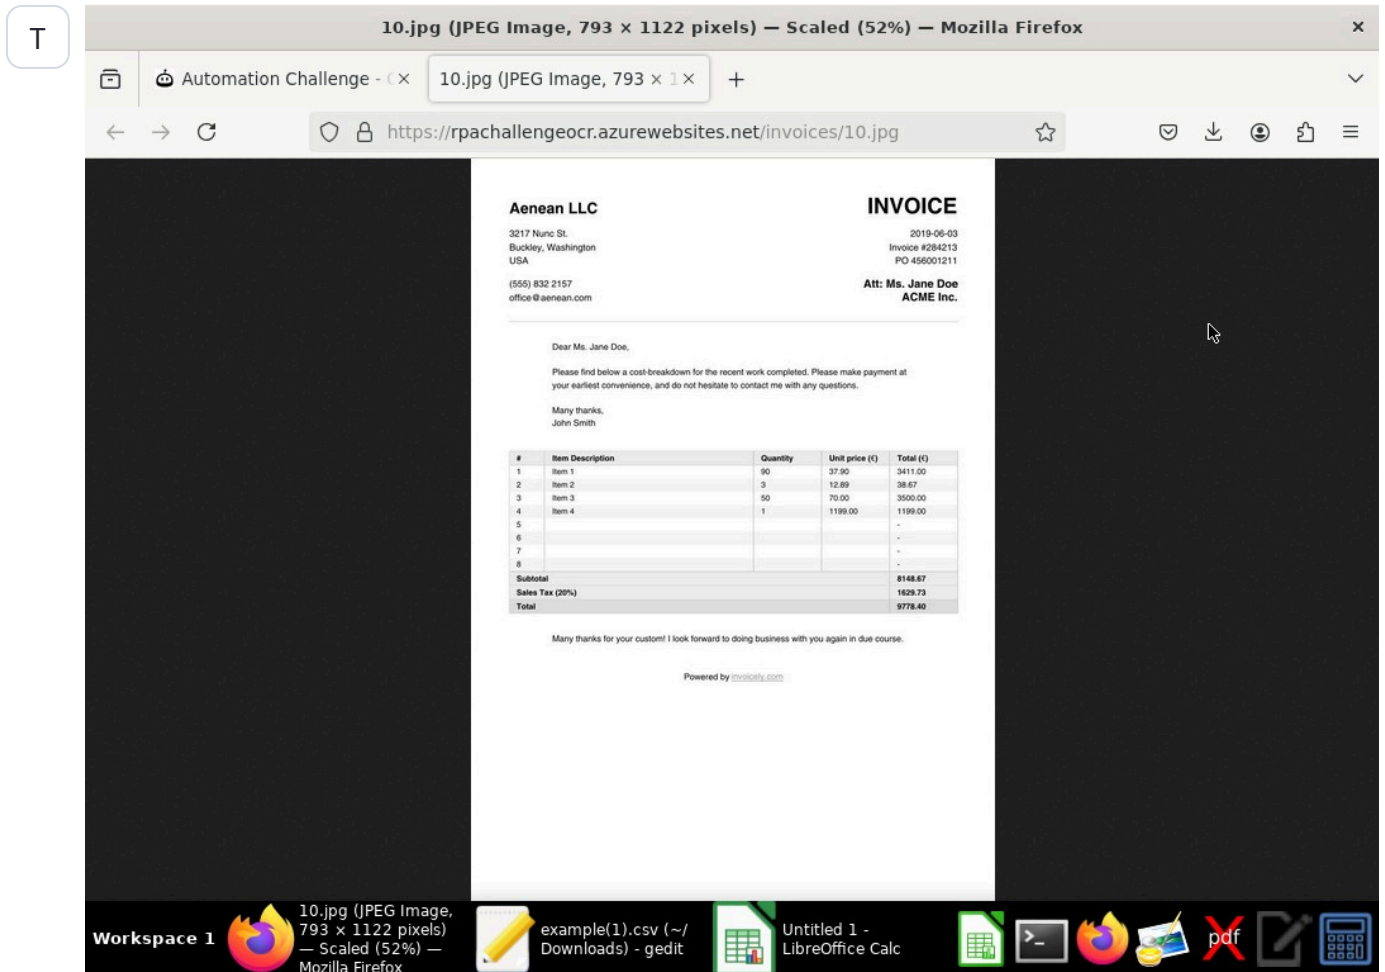 T
10.jpg (JPEG Image, 793 × 1122 pixels) — Scaled (52%) — Mozilla Firefox
Automation Challenge -
10.jpg (JPEG Image, 793 × 1
https://rpachallengeocr.azurewebsites.net/invoices/10.jpg
Aenean LLC
INVOICE
3217 Nunc St.
2019-06-03
Buckley, Washington
Invoice #284213
USA
PO 456001211
(555) 832 2157
Att: Ms. Jane Doe
office@aenean.com
ACME Inc.
Dear Ms. Jane Doe,
Please find below a cost-breakdown for the recent work completed. Please make payment at
your earliest convenience, and do not hesitate to contact me with any questions.
Many thanks,
John Smith
# Item Description Quantity Unit price (€) Total (€)
1 Item 1 90 37.90 3411.00
2 Item 2 3 12.89 38.67
3 Item 3 50 70.00 3500.00
4 Item 4 1 1199.00 1199.00
5 -
6 -
7 -
8 -
Subtotal 8148.67
Sales Tax (20%) 1629.73
Total 9778.40
Many thanks for your custom! I look forward to doing business with you again in due course.
Powered by invoicely.com
Workspace 1
10.jpg (JPEG Image,
793 × 1122 pixels)
— Scaled (52%) —
Mozilla Firefox
example(1).csv (~/
Downloads) - gedit
Untitled 1 -
LibreOffice Calc
pdf